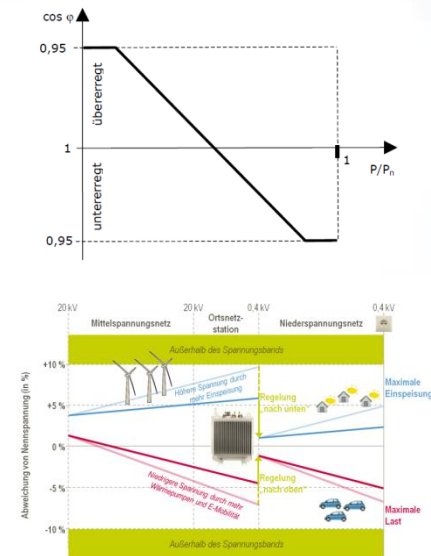 cos φ
0,95
übererregt
1
1
P/Pn
untererregt
0,95
20 kV
20 kV
0,4 kV
0,4 kV
Mittelspannungsnetz
Ortsnetz-
station
Niederspannungsnetz
Außerhalb des Spannungsbands
Abweichung von Nennspannung (in %)
+10 %
+5 %
0 %
-5 %
-10 %
Höhere Spannung durch
mehr Einspeisung
Regelung
„nach unten“
Maximale
Einspeisung
Regelung
„nach oben“
Niedrigere Spannung durch mehr
Wärmepumpen und E-Mobilität
Maximale
Last
Außerhalb des Spannungsbands